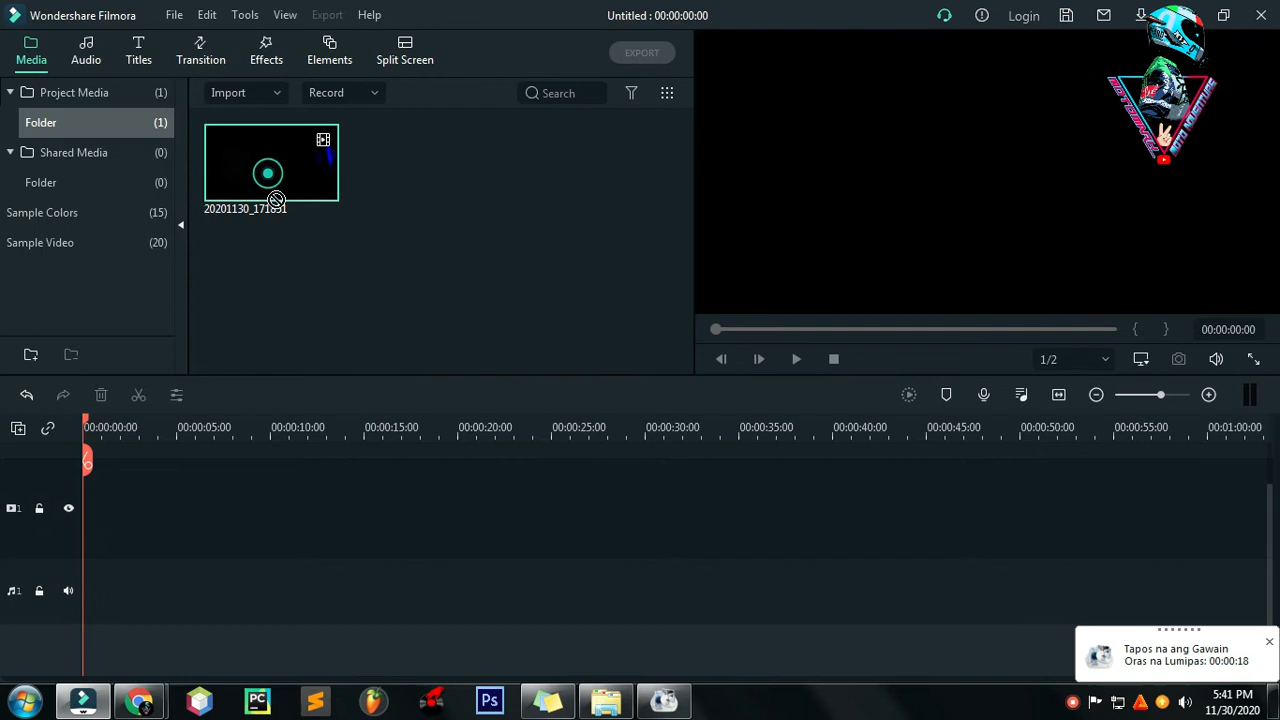 Wondershare Filmora
File
Edit
Tools
View
Export
Help
Untitled : 00:00:00:00
Login
Media
Audio
Titles
Transition
Effects
Elements
Split Screen
EXPORT
Project Media (1)
Folder (1)
Shared Media (0)
Folder (0)
Sample Colors (15)
Sample Video (20)
Import
Record
Search
1/2
00:00:00:00
00:00:00:00
00:00:05:00
00:00:10:00
00:00:15:00
00:00:20:00
00:00:25:00
00:00:30:00
00:00:35:00
00:00:40:00
00:00:45:00
00:00:50:00
00:00:55:00
00:01:00:00
1
1
Tapos na ang Gawain
Oras na Lumipas: 00:00:18
PC
Ps
5:41 PM
11/30/2020